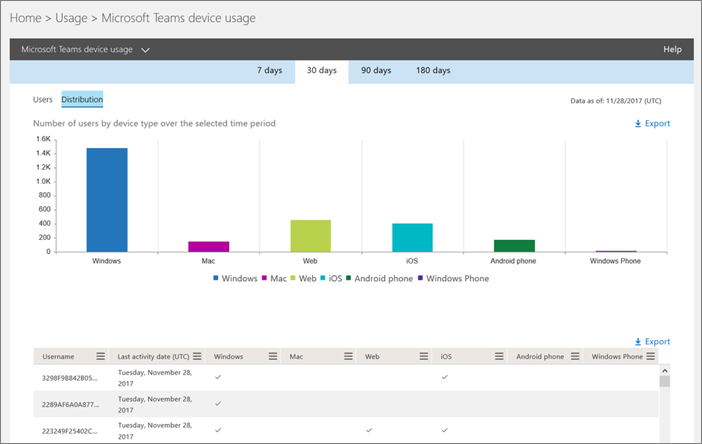 Home > Usage > Microsoft Teams device usage
Microsoft Teams device usage Help
7 days 30 days 90 days 180 days
Users Distribution Data as of: 11/28/2017 (UTC)
Number of users by device type over the selected time period Export
1.6K
1.4K
1.2K
1.0K
800
600
400
200
0
Windows Mac Web iOS Android phone Windows Phone
Windows Mac Web iOS Android phone Windows Phone
Export
Username Last activity date (UTC) Windows Mac Web iOS Android phone Windows Phone
3298F9B842B05... Tuesday, November 28,
2017
2289AF6A0A877... Tuesday, November 28,
2017
223249F25402C... Tuesday, November 28,
2017